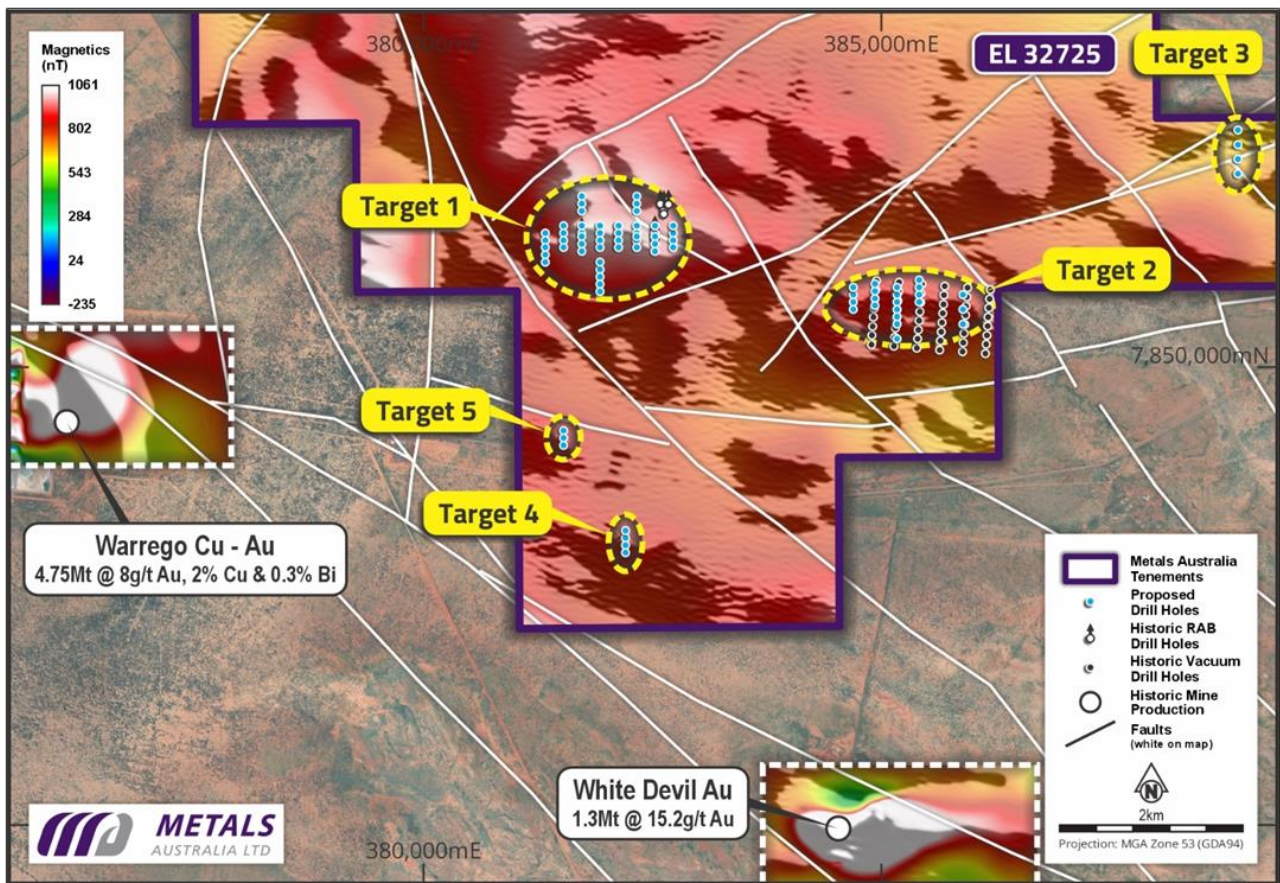 Magnetics
(nT)
1061
802
543
284
24
-235
380,000mE
385,000mE
EL 32725
Target 3
Target 1
Target 2
7,850,000mN
Target 5
Target 4
Warrego Cu - Au
4.75Mt @ 8g/t Au, 2% Cu & 0.3% Bi
White Devil Au
1.3Mt @ 15.2g/t Au
380,000mE
METALS
AUSTRALIA LTD
Metals Australia
Tenements
Proposed
Drill Holes
Historic RAB
Drill Holes
Historic Vacuum
Drill Holes
Historic Mine
Production
Faults
(white on map)
N
2km
Projection: MGA Zone 53 (GDA94)